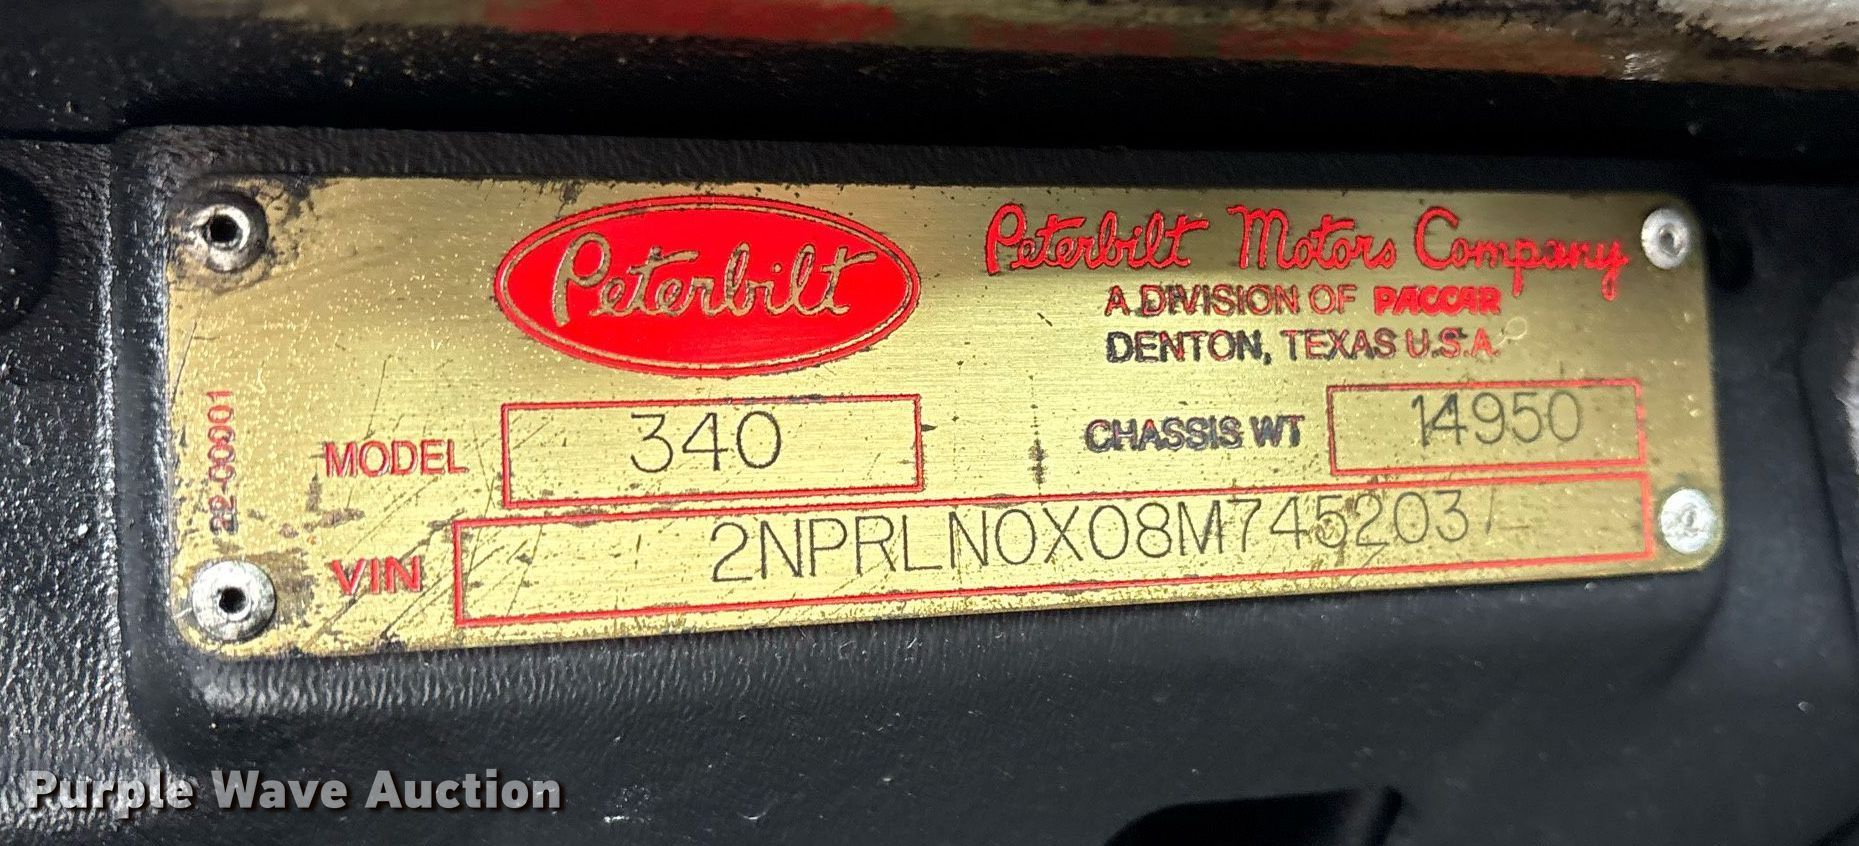 Peterbilt
Peterbilt Motors Company
A DIVISION OF PACCAR
DENTON, TEXAS U.S.A.
MODEL 340
CHASSIS WT 14950
VIN 2NPRLN0X08M745203
22-00001
Purple Wave Auction